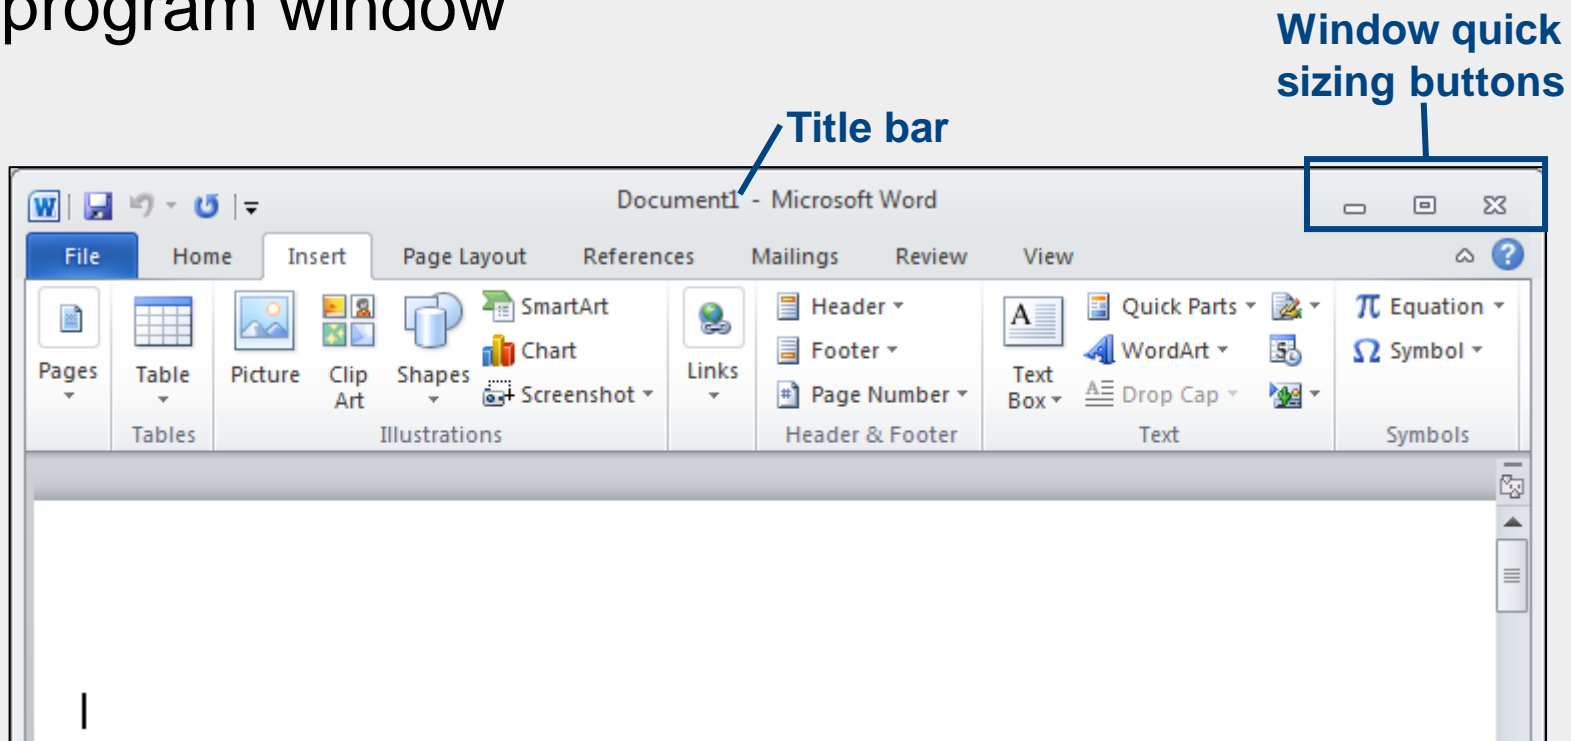 program window
Window quick
sizing buttons
Title bar
W
Document1 - Microsoft Word
File Home Insert Page Layout References Mailings Review View ?
Pages
Table
Tables
Picture Clip Art Shapes
SmartArt
Chart
Screenshot
Illustrations
Links
Header
Footer
# Page Number
Header & Footer
A
Text
Box
Quick Parts
WordArt
A Drop Cap
5
Text
π Equation
Ω Symbol
Symbols